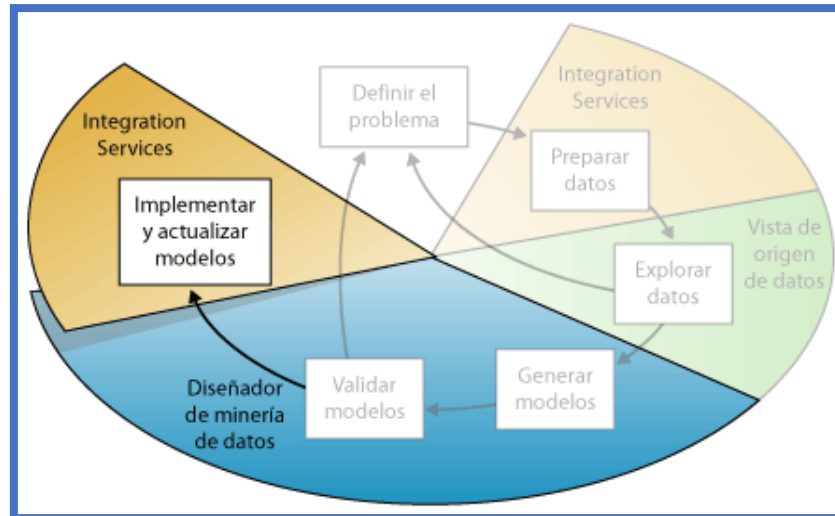 Definir el
problema
Integration
Services
Preparar
datos
Vista de
origen
de datos
Explorar
datos
Generar
modelos
Validar
modelos
Diseñador
de minería
de datos
Integration
Services
Implementar
y actualizar
modelos